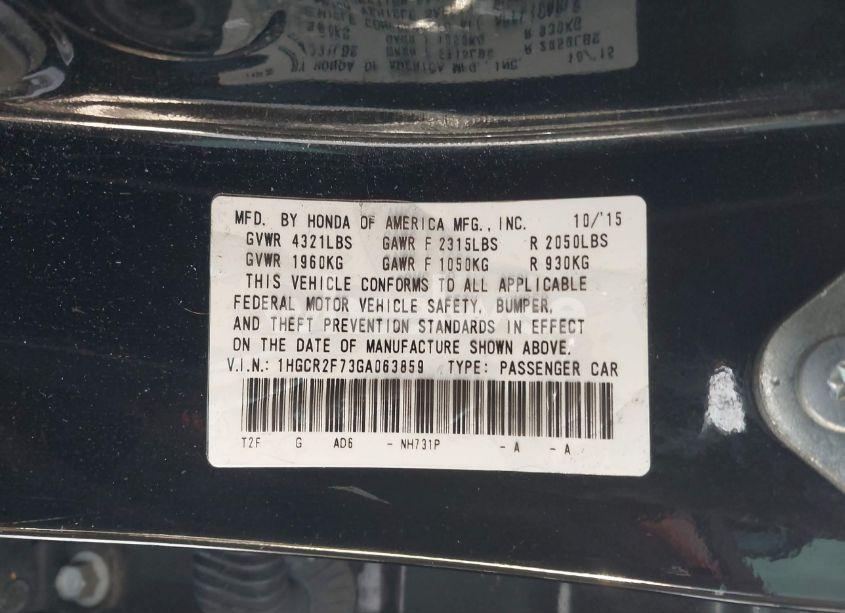 MFD. BY HONDA OF AMERICA MFG., INC. 10/'15
GVWR 4321LBS GAWR F 2315LBS R 2050LBS
GVWR 1960KG GAWR F 1050KG R 930KG
THIS VEHICLE CONFORMS TO ALL APPLICABLE
FEDERAL MOTOR VEHICLE SAFETY, BUMPER,
AND THEFT PREVENTION STANDARDS IN EFFECT
ON THE DATE OF MANUFACTURE SHOWN ABOVE.
V.I.N.: 1HGCR2F73GA063859 TYPE: PASSENGER CAR
T2F G AD6 - NH731P - A - A